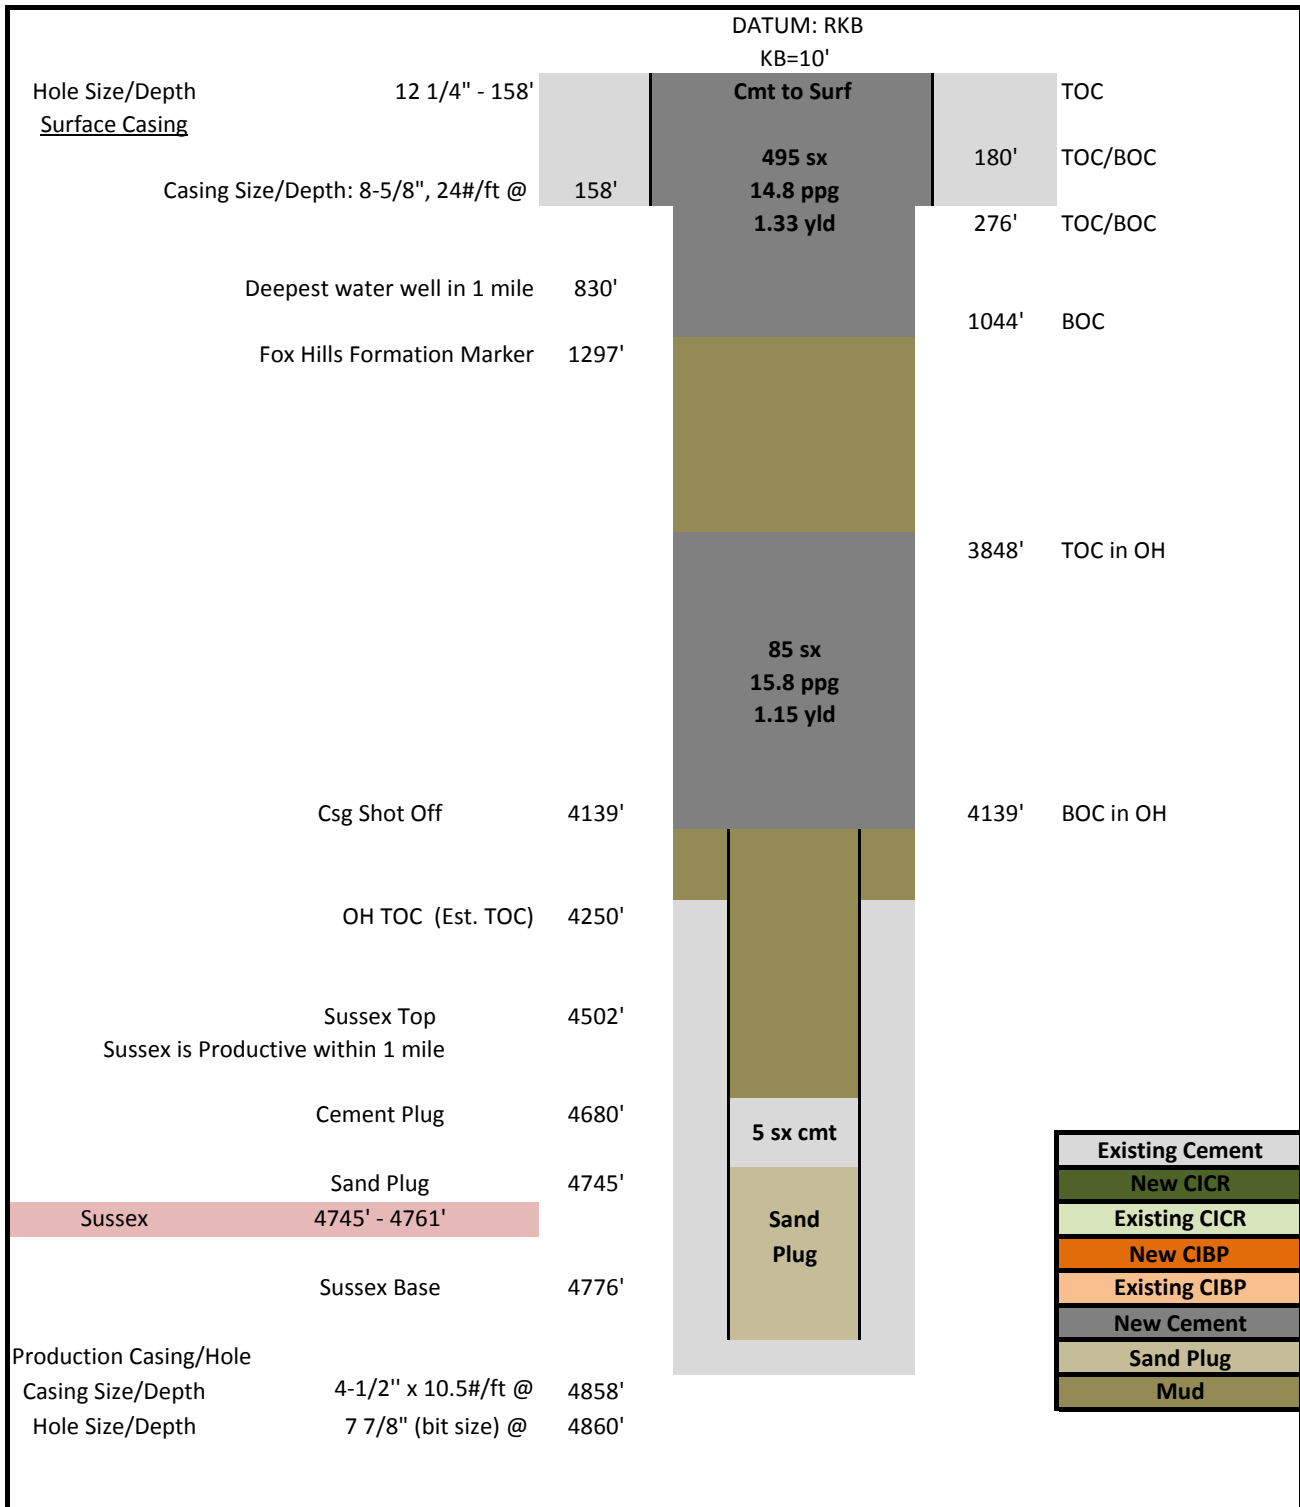 DATUM: RKB
KB=10'
Hole Size/Depth 12 1/4" - 158' Cmt to Surf TOC
Surface Casing
495 sx 180' TOC/BOC
Casing Size/Depth: 8-5/8", 24#/ft @ 158' 14.8 ppg
1.33 yld 276' TOC/BOC
Deepest water well in 1 mile 830'
1044' BOC
Fox Hills Formation Marker 1297'
3848' TOC in OH
85 sx
15.8 ppg
1.15 yld
Csg Shot Off 4139' 4139' BOC in OH
OH TOC (Est. TOC) 4250'
Sussex Top 4502'
Sussex is Productive within 1 mile
Cement Plug 4680'
5 sx cmt
Existing Cement
Sand Plug 4745' New CICR
Sussex 4745' - 4761' Sand Existing CICR
Plug New CIBP
Sussex Base 4776' Existing CIBP
New Cement
Production Casing/Hole Sand Plug
Casing Size/Depth 4-1/2'' x 10.5#/ft @ 4858' Mud
Hole Size/Depth 7 7/8" (bit size) @ 4860'